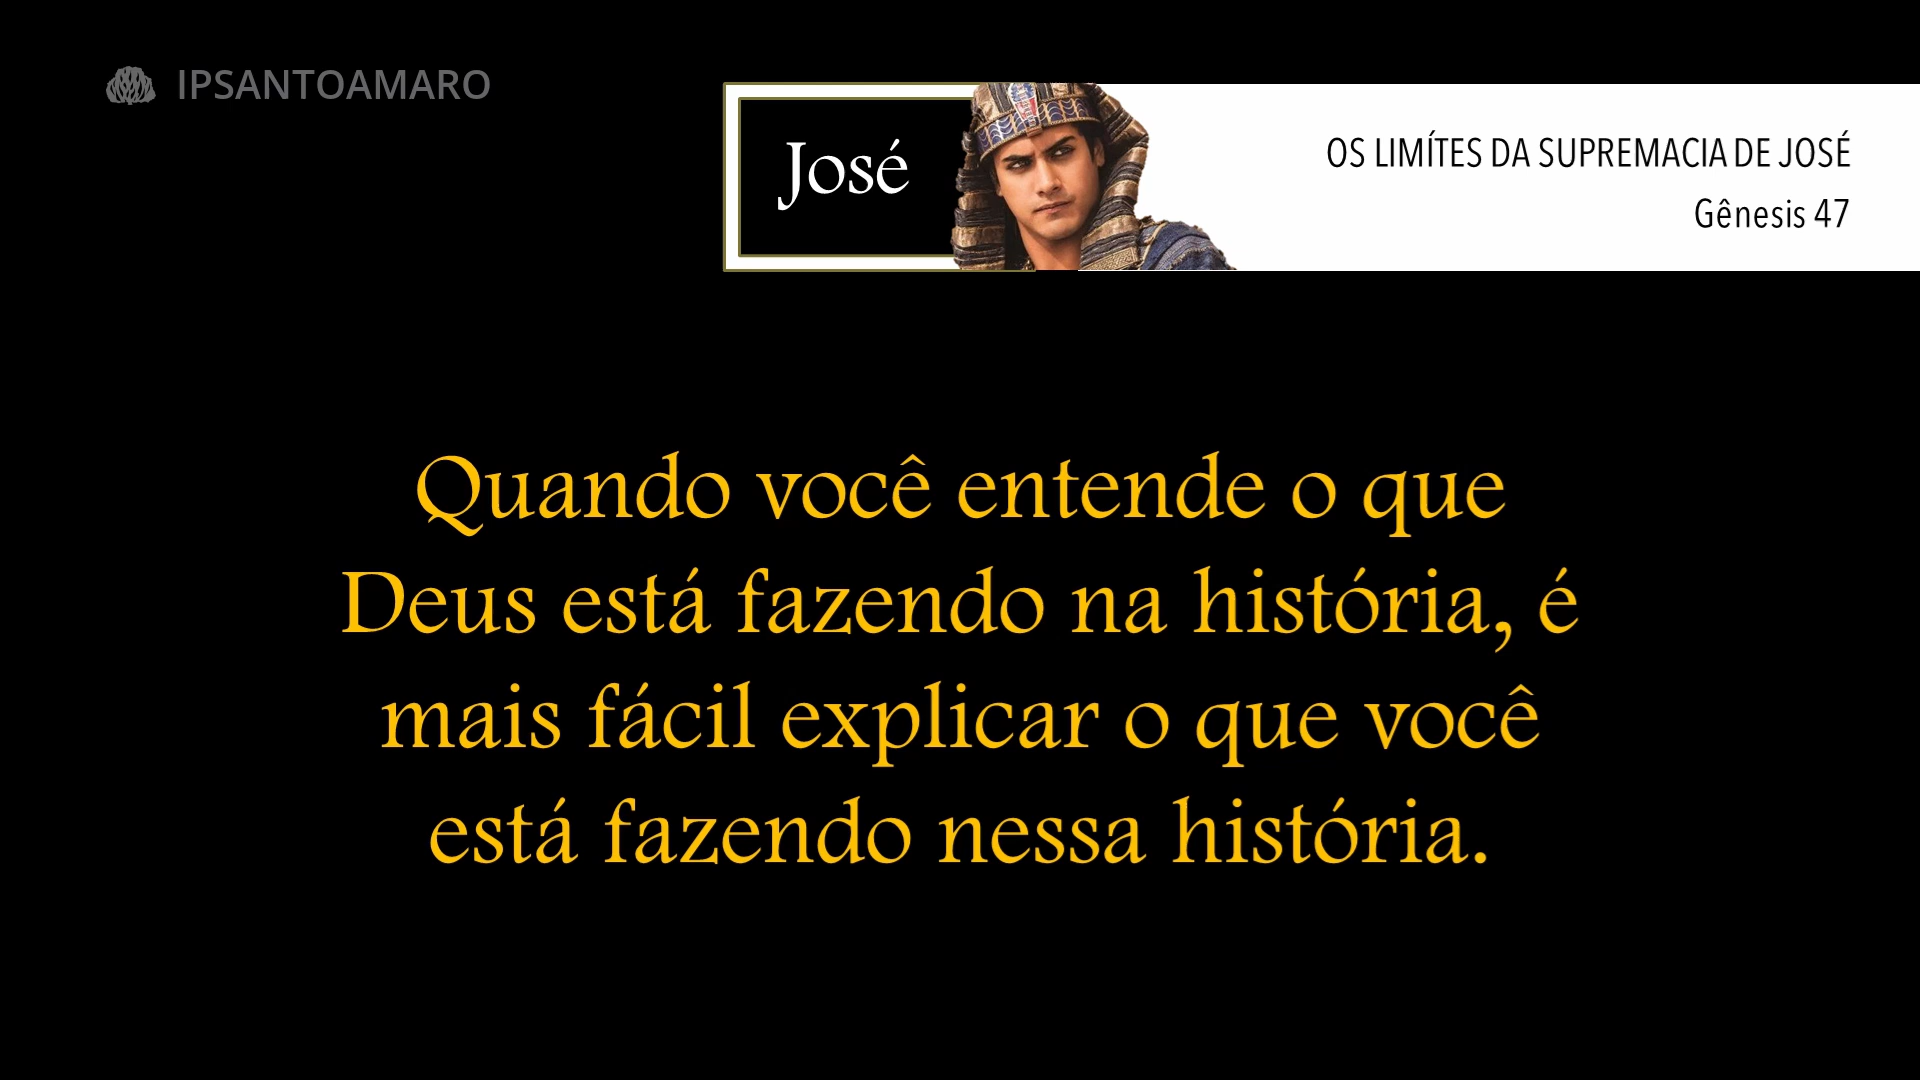 IPSANTOAMARO
José
OS LIMÍTES DA SUPREMACIA DE JOSÉ
Gênesis 47
Quando você entende o que
Deus está fazendo na história, é
mais fácil explicar o que você
está fazendo nessa história.